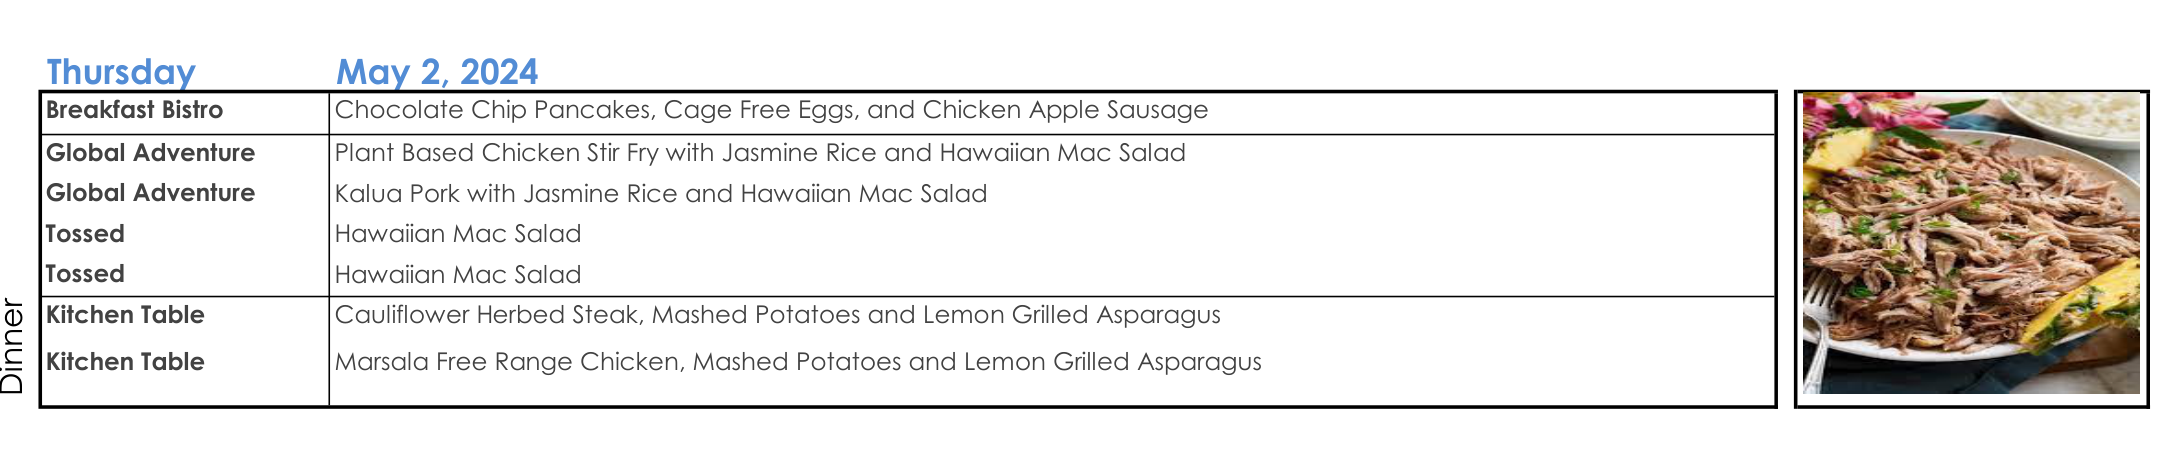 Thursday May 2, 2024
Breakfast Bistro Chocolate Chip Pancakes, Cage Free Eggs, and Chicken Apple Sausage
Global Adventure Plant Based Chicken Stir Fry with Jasmine Rice and Hawaiian Mac Salad
Global Adventure Kalua Pork with Jasmine Rice and Hawaiian Mac Salad
Tossed Hawaiian Mac Salad
Tossed Hawaiian Mac Salad
Dinner
Kitchen Table Cauliflower Herbed Steak, Mashed Potatoes and Lemon Grilled Asparagus
Kitchen Table Marsala Free Range Chicken, Mashed Potatoes and Lemon Grilled Asparagus